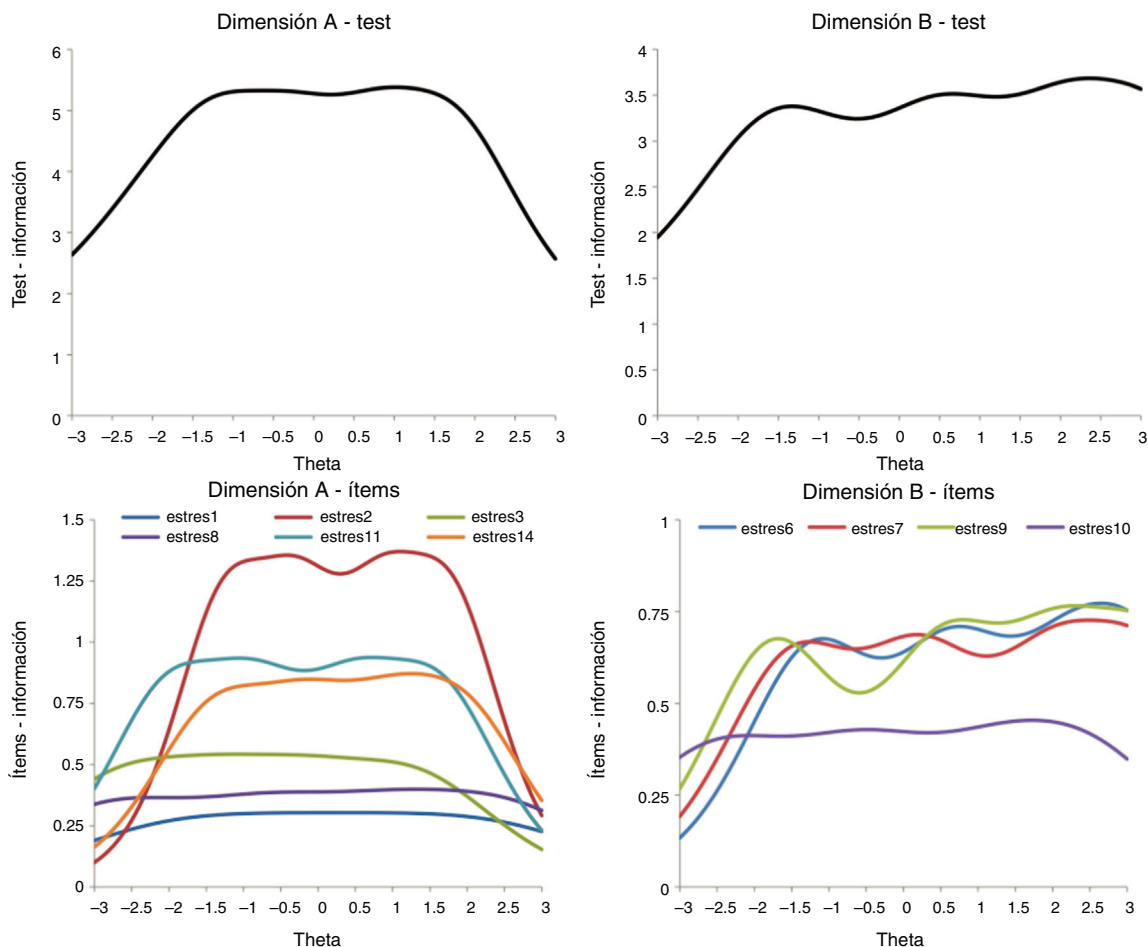 Dimensión A - test
6
5
4
3
2
1
0
Test - información
–3 –2.5 –2 –1.5 –1 –0.5 0 0.5 1 1.5 2 2.5 3
Theta
Dimensión B - test
4
3.5
3
2.5
2
1.5
1
0.5
0
Test - información
–3 –2.5 –2 –1.5 –1 –0.5 0 0.5 1 1.5 2 2.5 3
Theta
Dimensión A - ítems
estres1 estres2 estres3
estres8 estres11 estres14
1.5
1.25
1
0.75
0.5
0.25
0
Ítems - información
–3 –2.5 –2 –1.5 –1 –0.5 0 0.5 1 1.5 2 2.5 3
Theta
Dimensión B - ítems
estres6 estres7 estres9 estres10
1
0.75
0.5
0.25
0
Ítems - información
–3 –2.5 –2 –1.5 –1 –0.5 0 0.5 1 1.5 2 2.5 3
Theta